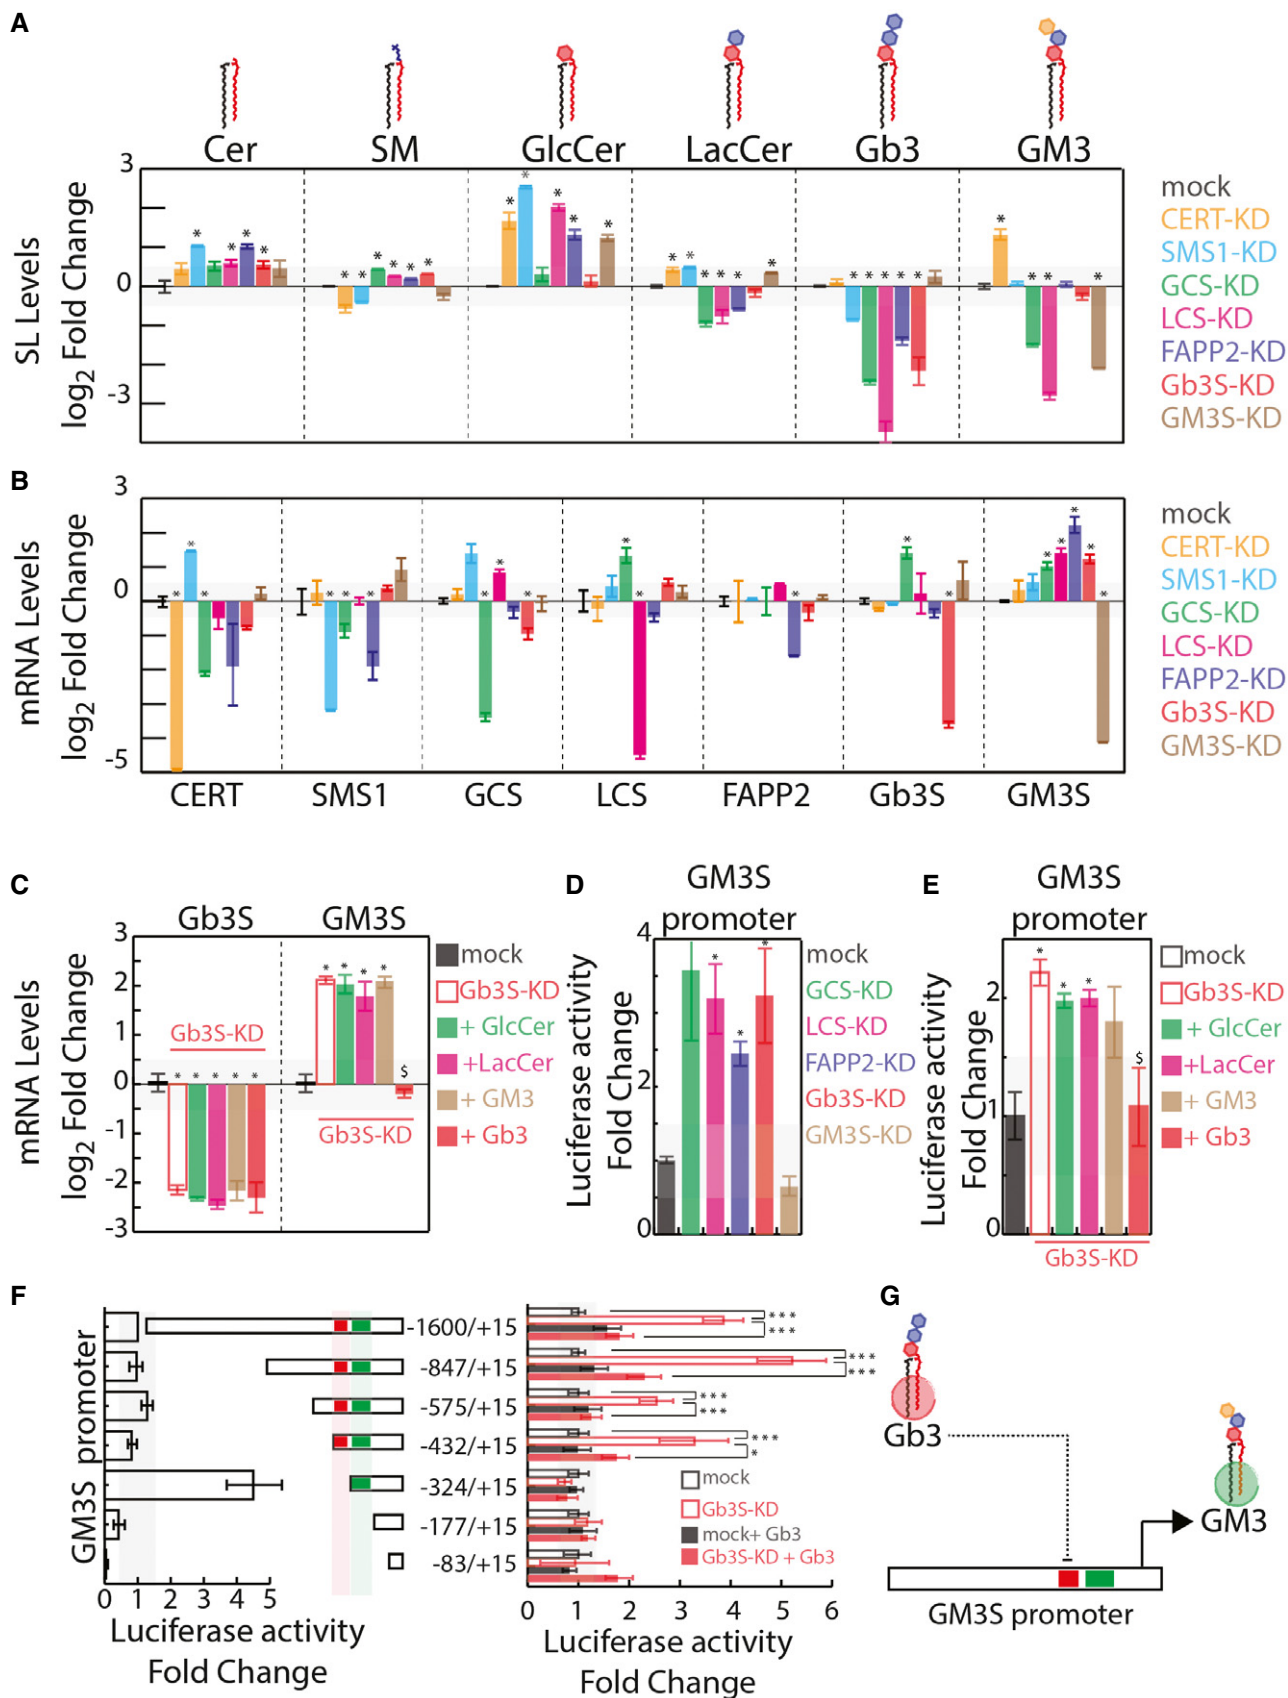 A
Cer SM GlcCer LacCer Gb3 GM3
SL Levels
log2 Fold Change
3
0
-3
* * * * * * * * * * * * * * * * * * * * * * * * * * * * * * * *
mock
CERT-KD
SMS1-KD
GCS-KD
LCS-KD
FAPP2-KD
Gb3S-KD
GM3S-KD
B
mRNA Levels
log2 Fold Change
3
0
-5
* * * * * * * * * * * * * * * * * * * *
CERT SMS1 GCS LCS FAPP2 Gb3S GM3S
mock
CERT-KD
SMS1-KD
GCS-KD
LCS-KD
FAPP2-KD
Gb3S-KD
GM3S-KD
C
Gb3S GM3S
mRNA Levels
log2 Fold Change
3
2
1
0
-1
-2
-3
Gb3S-KD
* * * * *
* * * * $
Gb3S-KD
mock
Gb3S-KD
+ GlcCer
+LacCer
+ GM3
+ Gb3
D
GM3S
promoter
Luciferase activity
Fold Change
4
2
0
* * *
mock
GCS-KD
LCS-KD
FAPP2-KD
Gb3S-KD
GM3S-KD
E
GM3S
promoter
Luciferase activity
Fold Change
2
1
0
* * * $
Gb3S-KD
mock
Gb3S-KD
+ GlcCer
+LacCer
+ GM3
+ Gb3
F
GM3S promoter
-1600/+15
-847/+15
-575/+15
-432/+15
-324/+15
-177/+15
-83/+15
0 1 2 3 4 5
Luciferase activity
Fold Change
***
***
***
***
***
***
***
*
mock
Gb3S-KD
mock+ Gb3
Gb3S-KD + Gb3
0 1 2 3 4 5 6
Luciferase activity
Fold Change
G
Gb3
GM3
GM3S promoter